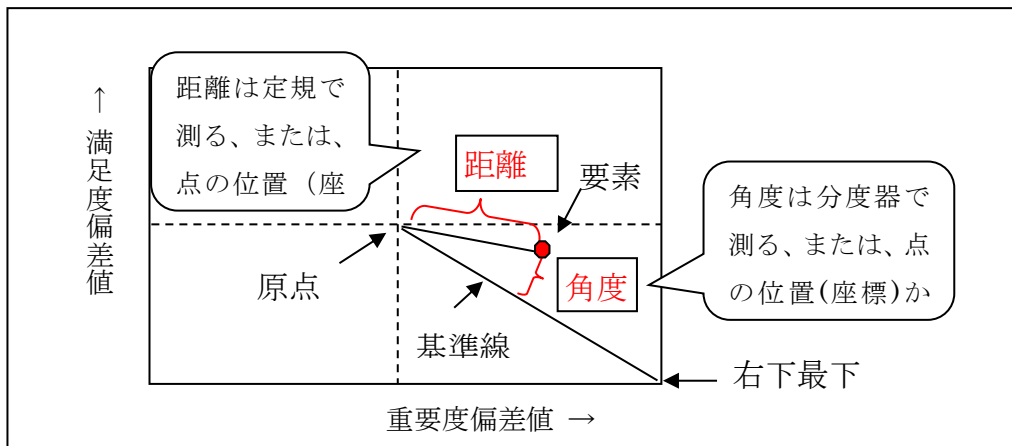 ↑ 満足度偏差値
距離は定規で
測る、または、
点の位置（座
距離
要素
角度は分度器で
測る、または、点
の位置(座標)か
原点
角度
基準線
右下最下
重要度偏差値 →